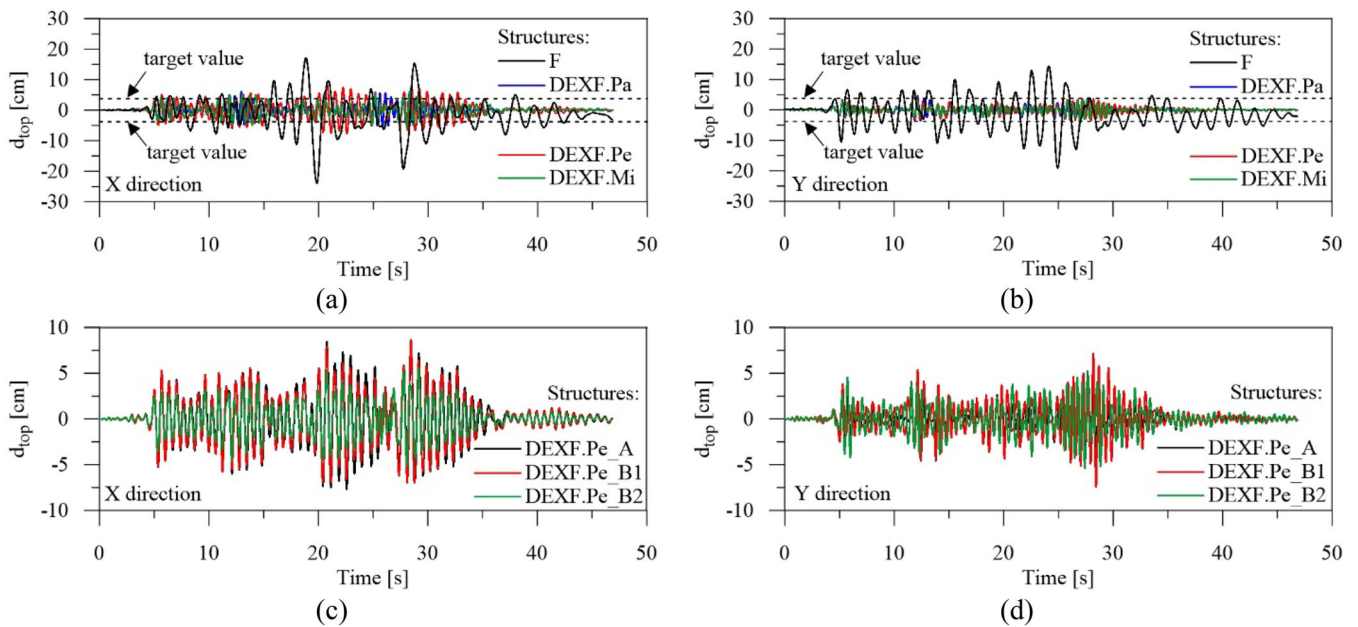 30
20
10
0
-10
-20
-30
d_top [cm]
target value
target value
X direction
Structures:
F
DEXF.Pa
DEXF.Pe
DEXF.Mi
0 10 20 30 40 50
Time [s]
(a)
30
20
10
0
-10
-20
-30
d_top [cm]
target value
target value
Y direction
Structures:
F
DEXF.Pa
DEXF.Pe
DEXF.Mi
0 10 20 30 40 50
Time [s]
(b)
10
5
0
-5
-10
d_top [cm]
X direction
Structures:
DEXF.Pe_A
DEXF.Pe_B1
DEXF.Pe_B2
0 10 20 30 40 50
Time [s]
(c)
10
5
0
-5
-10
d_top [cm]
Y direction
Structures:
DEXF.Pe_A
DEXF.Pe_B1
DEXF.Pe_B2
0 10 20 30 40 50
Time [s]
(d)